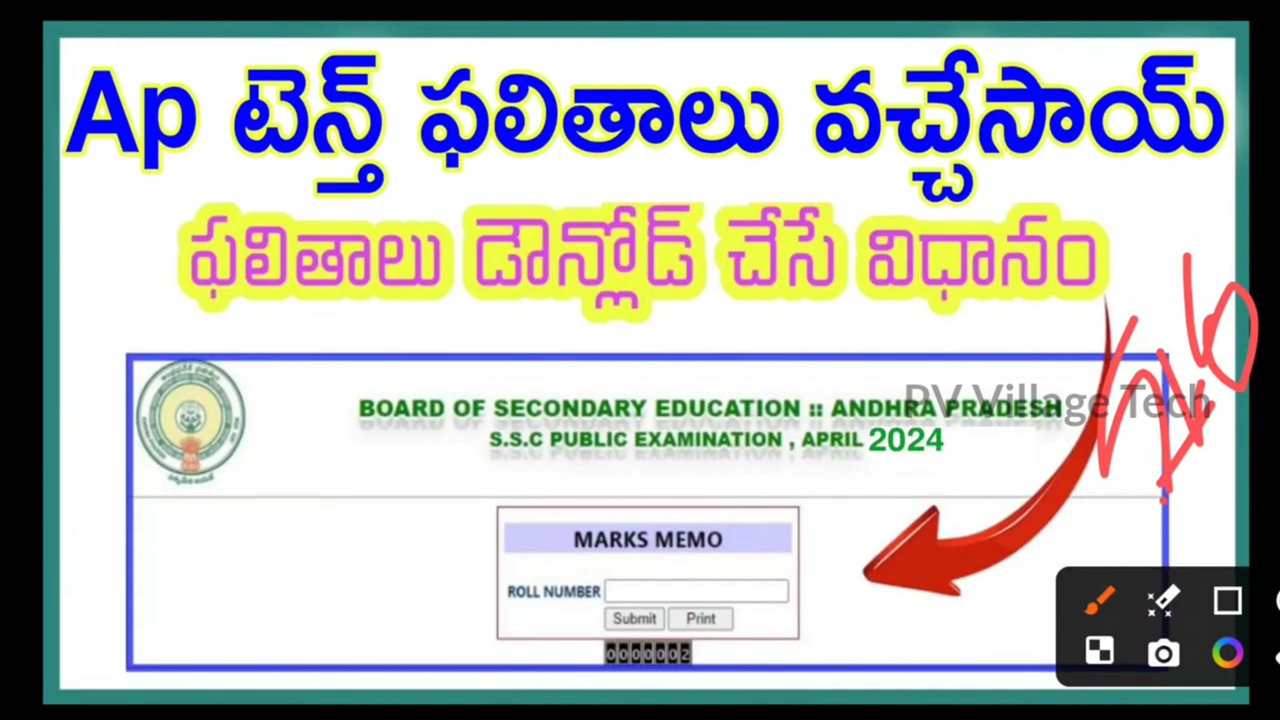 Ap టెన్త్ ఫలితాలు వచ్చేసాయ్
ఫలితాలు డౌన్లోడ్ చేసే విధానం
PV Village Tech
BOARD OF SECONDARY EDUCATION :: ANDHRA PRADESH
S.S.C PUBLIC EXAMINATION , APRIL 2024
MARKS MEMO
ROLL NUMBER
Submit Print
0000002